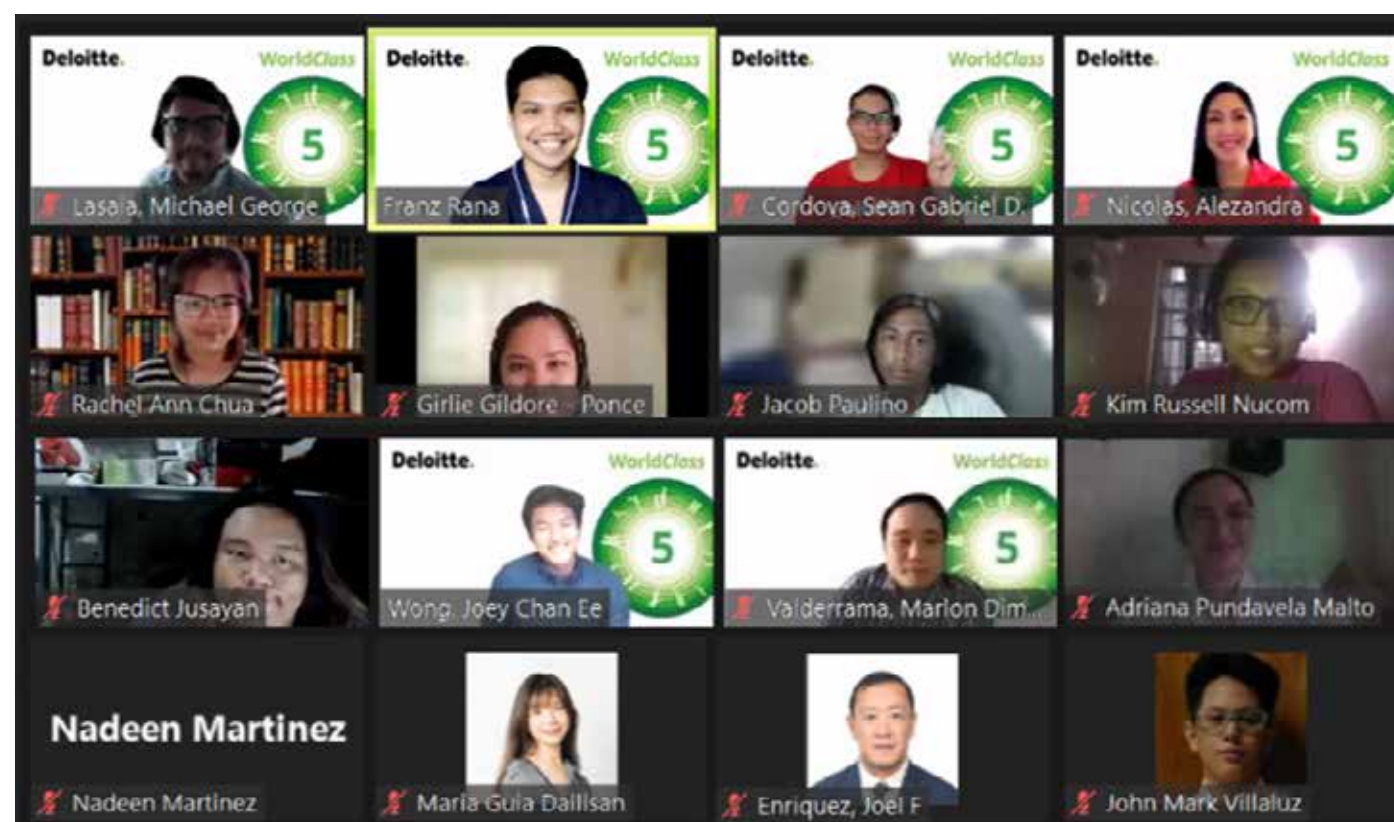 Deloitte. WorldClass
5
Lasala, Michael George
Deloitte. WorldClass
5
Franz Rana
Deloitte. WorldClass
5
Cordova, Sean Gabriel D.
Deloitte. WorldClass
5
Nicolas, Alezandra
Rachel Ann Chua
Girlie Gildore - Ponce
Jacob Paulino
Kim Russell Nucom
Benedict Jusayan
Deloitte. WorldClass
5
Wong, Joey Chan Ee
Deloitte. WorldClass
5
Valderrama, Marlon Dim...
Adriana Pundavela Malto
Nadeen Martinez
Nadeen Martinez
Maria Guia Dallisan
Enriquez, Joel F
John Mark Villaluz